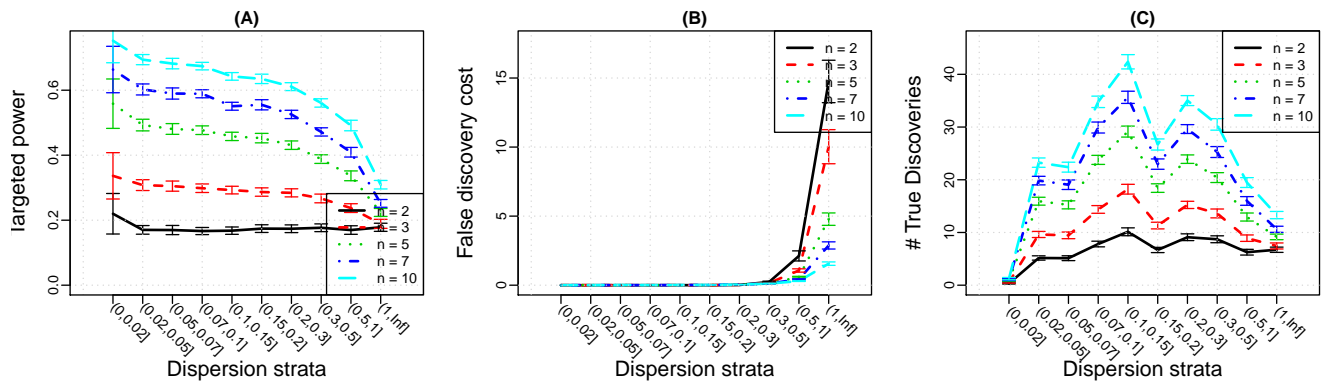 (A)
Targeted power
0.0
0.2
0.4
0.6
n = 2
n = 3
n = 5
n = 7
n = 10
(0,0.02]
(0.02,0.05]
(0.05,0.07]
(0.07,0.1]
(0.1,0.15]
(0.15,0.2]
(0.2,0.3]
(0.3,0.5]
(0.5,1]
(1,Inf]
Dispersion strata
(B)
False discovery cost
0
5
10
15
n = 2
n = 3
n = 5
n = 7
n = 10
(0,0.02]
(0.02,0.05]
(0.05,0.07]
(0.07,0.1]
(0.1,0.15]
(0.15,0.2]
(0.2,0.3]
(0.3,0.5]
(0.5,1]
(1,Inf]
Dispersion strata
(C)
# True Discoveries
0
10
20
30
40
n = 2
n = 3
n = 5
n = 7
n = 10
(0,0.02]
(0.02,0.05]
(0.05,0.07]
(0.07,0.1]
(0.1,0.15]
(0.15,0.2]
(0.2,0.3]
(0.3,0.5]
(0.5,1]
(1,Inf]
Dispersion strata